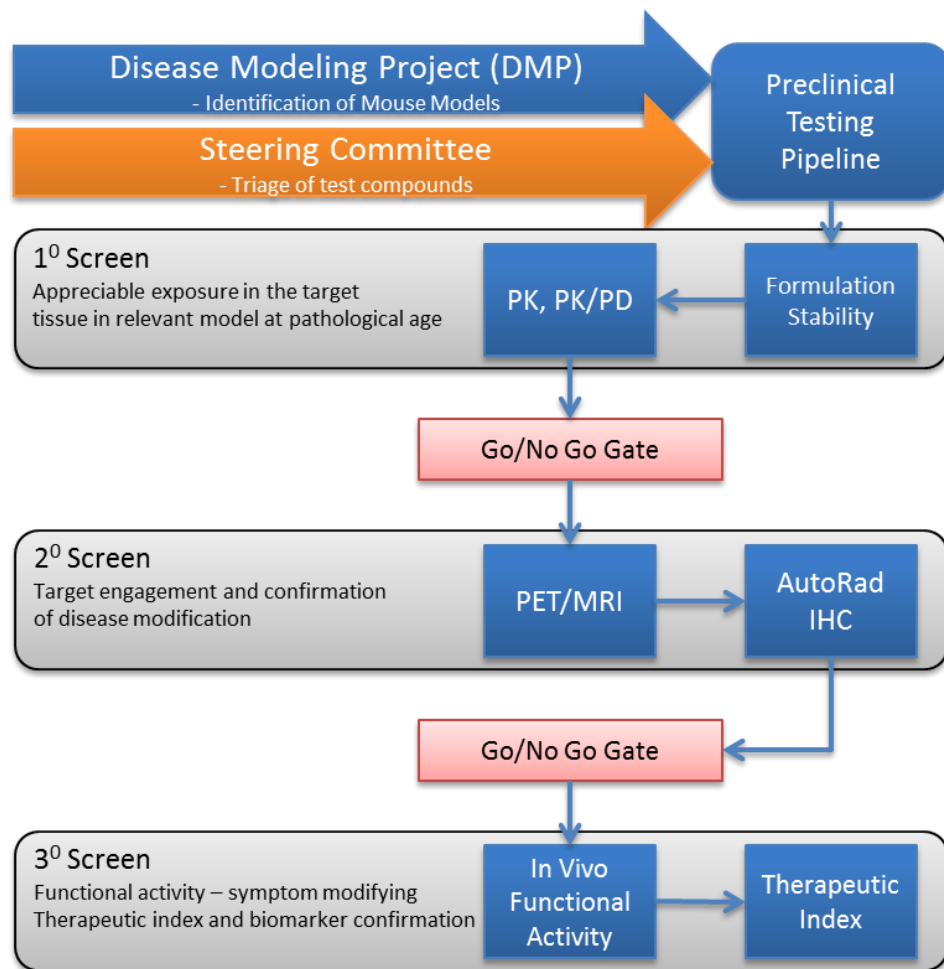 Disease Modeling Project (DMP)
- Identification of Mouse Models
Steering Committee
- Triage of test compounds
Preclinical
Testing
Pipeline
1⁰ Screen
Appreciable exposure in the target
tissue in relevant model at pathological age
PK, PK/PD
Formulation
Stability
Go/No Go Gate
2⁰ Screen
Target engagement and confirmation
of disease modification
PET/MRI
AutoRad
IHC
Go/No Go Gate
3⁰ Screen
Functional activity – symptom modifying
Therapeutic index and biomarker confirmation
In Vivo
Functional
Activity
Therapeutic
Index